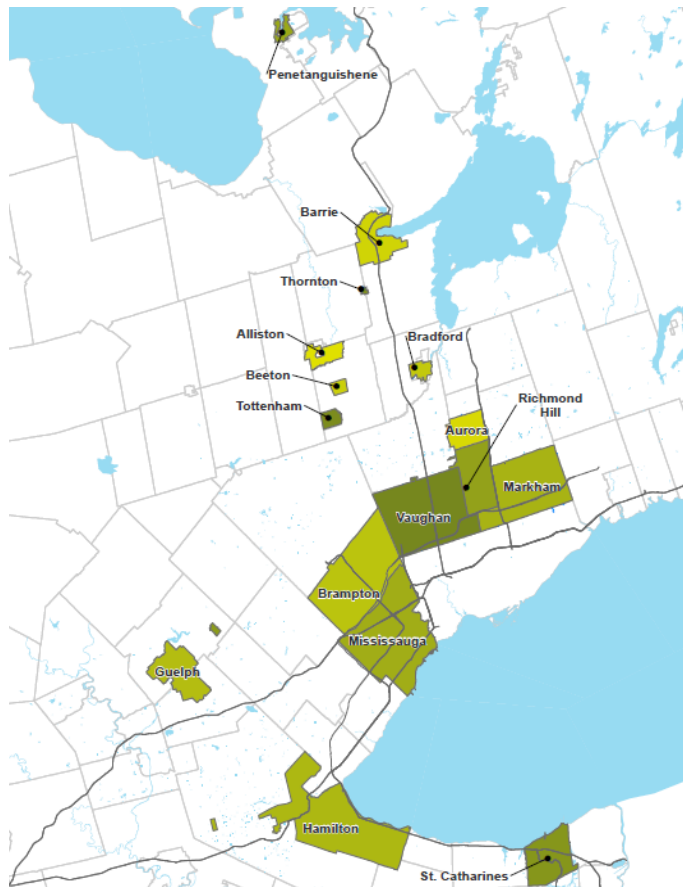 Penetanguishene
Barrie
Thornton
Alliston
Bradford
Beeton
Tottenham
Richmond
Hill
Aurora
Markham
Vaughan
Brampton
Mississauga
Guelph
Hamilton
St. Catharines